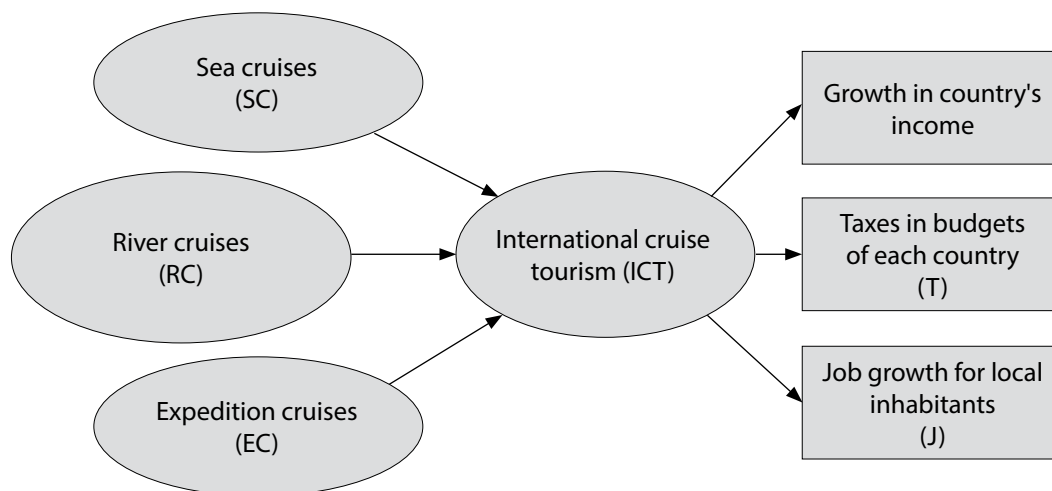 Sea cruises
(SC)
River cruises
(RC)
Expedition cruises
(EC)
International cruise
tourism (ICT)
Growth in country's
income
Taxes in budgets
of each country
(T)
Job growth for local
inhabitants
(J)